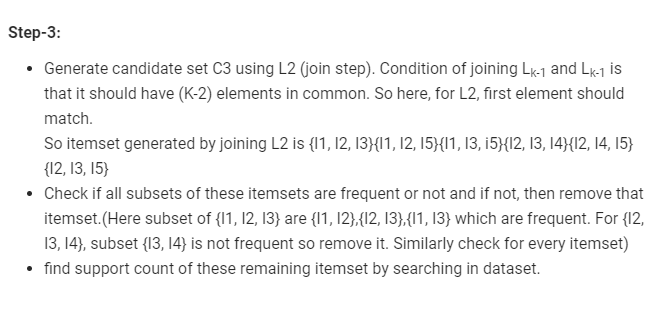 Step-3:
• Generate candidate set C3 using L2 (join step). Condition of joining Lk-1 and Lk-1 is
that it should have (K-2) elements in common. So here, for L2, first element should
match.
So itemset generated by joining L2 is {I1, I2, I3}{I1, I2, I5}{I1, I3, i5}{I2, I3, I4}{I2, I4, I5}
{I2, I3, I5}
• Check if all subsets of these itemsets are frequent or not and if not, then remove that
itemset.(Here subset of {I1, I2, I3} are {I1, I2},{I2, I3},{I1, I3} which are frequent. For {I2,
I3, I4}, subset {I3, I4} is not frequent so remove it. Similarly check for every itemset)
• find support count of these remaining itemset by searching in dataset.